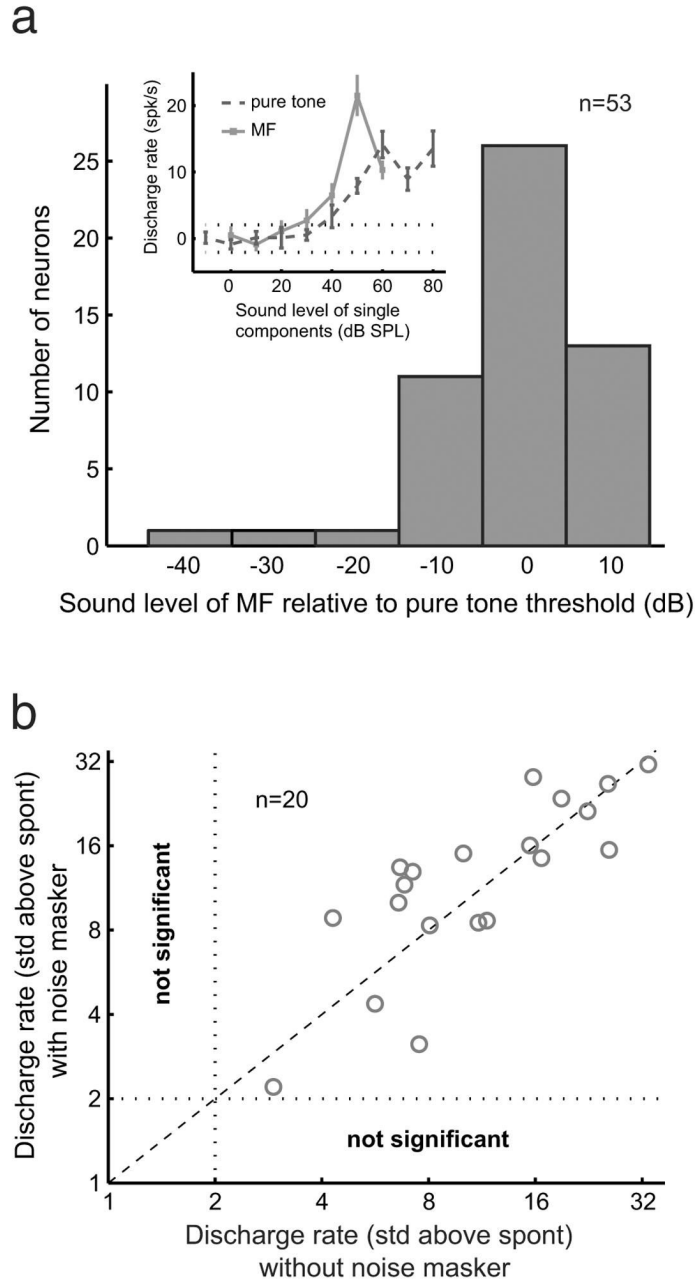 a
n=53
pure tone
MF
Discharge rate (spk/s)
20
10
0
0
20
40
60
80
Sound level of single
components (dB SPL)
Number of neurons
25
20
15
10
5
0
-40
-30
-20
-10
0
10
Sound level of MF relative to pure tone threshold (dB)
b
n=20
not significant
not significant
Discharge rate (std above spont)
with noise masker
32
16
8
4
2
1
1
2
4
8
16
32
Discharge rate (std above spont)
without noise masker